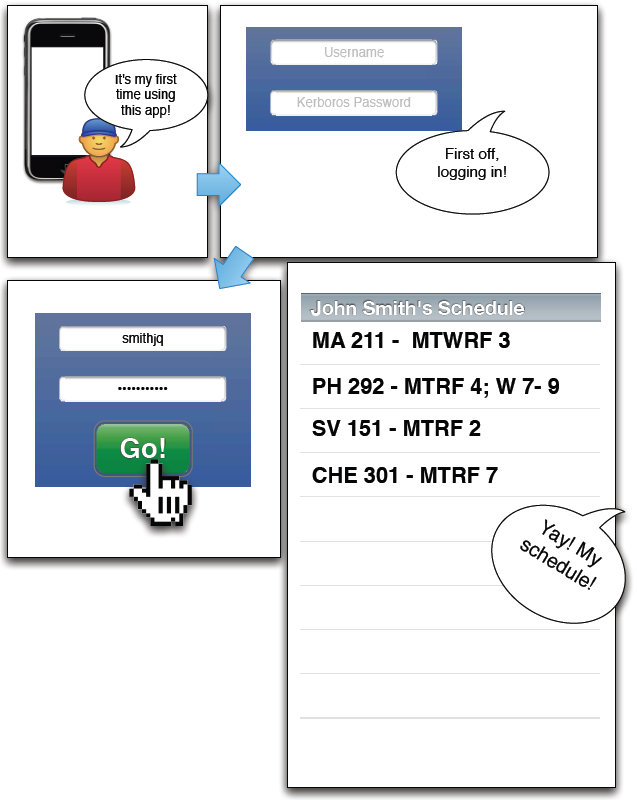 It's my first
time using
this app!
Username
Kerboros Password
First off,
logging in!
smithjq
•••••••••••
Go!
John Smith's Schedule
MA 211 - MTWRF 3
PH 292 - MTRF 4; W 7- 9
SV 151 - MTRF 2
CHE 301 - MTRF 7
Yay! My
schedule!